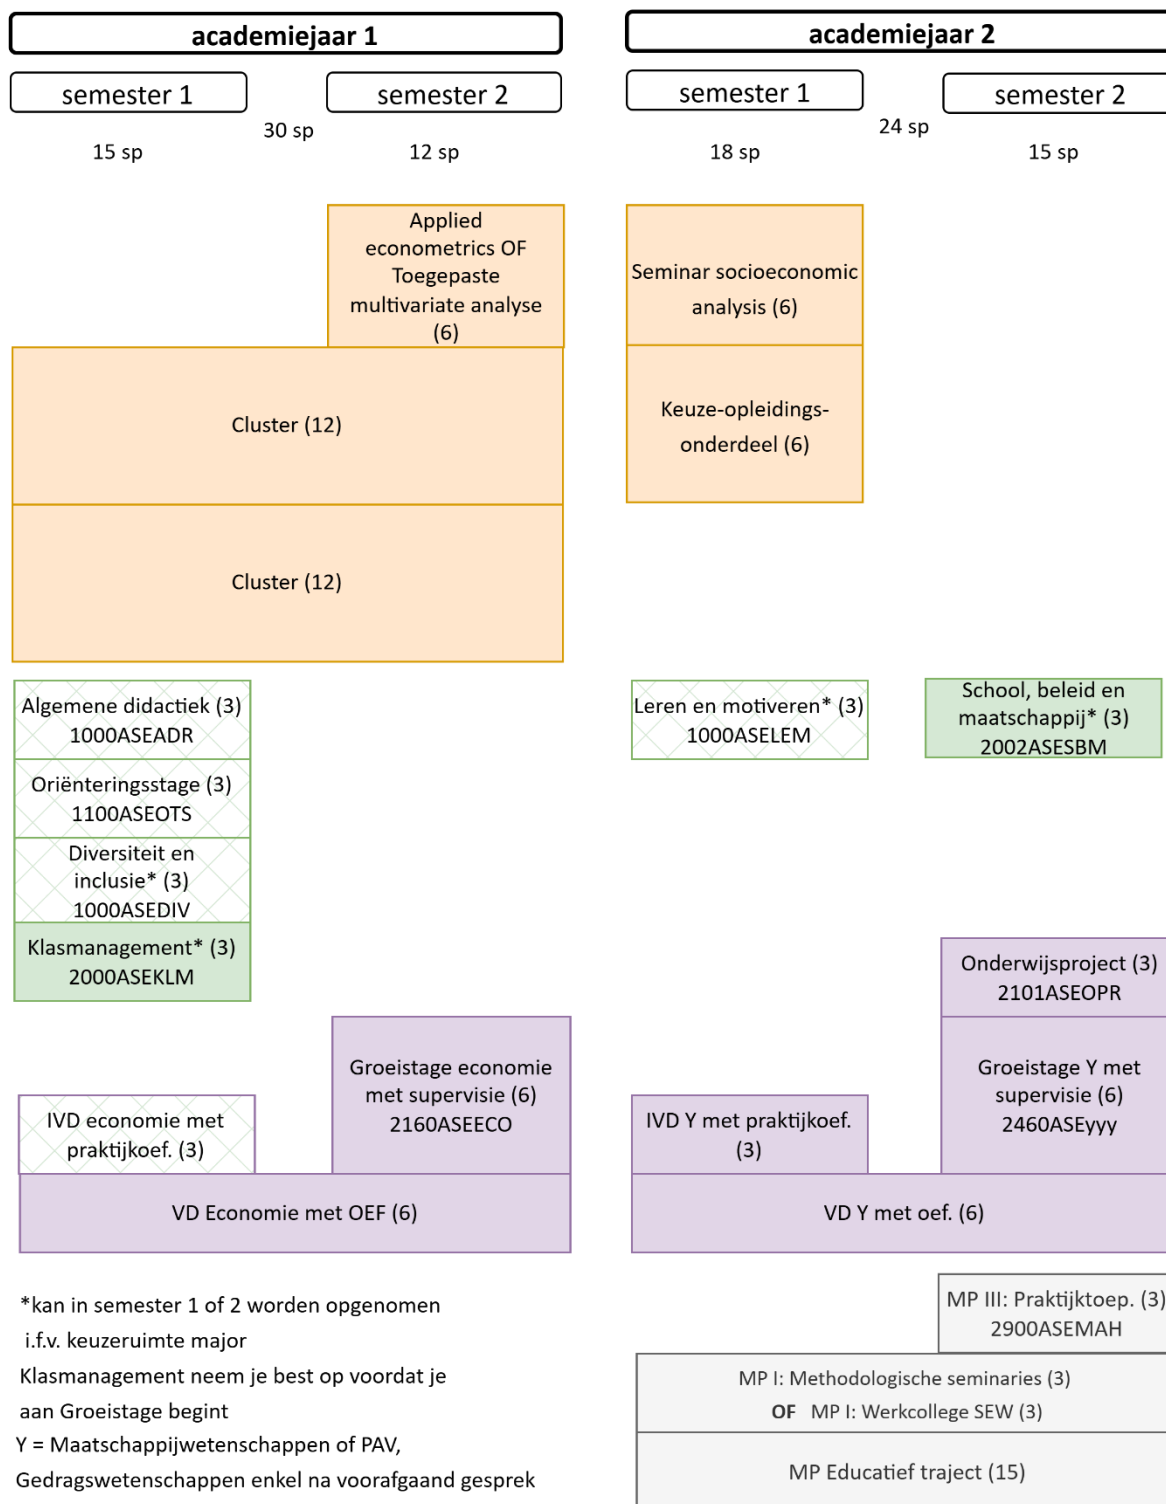 academiejaar 1
academiejaar 2
semester 1
semester 2
semester 1
semester 2
30 sp
24 sp
15 sp
12 sp
18 sp
15 sp
Applied
econometrics OF
Toegepaste
multivariate analyse
(6)
Seminar socioeconomic
analysis (6)
Cluster (12)
Keuze-opleidings-
onderdeel (6)
Cluster (12)
Algemene didactiek (3)
1000ASEADR
Leren en motiveren* (3)
1000ASELEM
School, beleid en
maatschappij* (3)
2002ASESBM
Oriënteringsstage (3)
1100ASEOTS
Diversiteit en
inclusie* (3)
1000ASEDIV
Klasmanagement* (3)
2000ASEKLM
Onderwijsproject (3)
2101ASEOPR
Groeistage economie
met supervisie (6)
2160ASEECO
Groeistage Y met
supervisie (6)
2460ASEyyy
IVD economie met
praktijkoef. (3)
IVD Y met praktijkoef.
(3)
VD Economie met OEF (6)
VD Y met oef. (6)
*kan in semester 1 of 2 worden opgenomen
i.f.v. keuzeruimte major
Klasmanagement neem je best op voordat je
aan Groeistage begint
Y = Maatschappijwetenschappen of PAV,
Gedragswetenschappen enkel na voorafgaand gesprek
MP III: Praktijktoep. (3)
2900ASEMAH
MP I: Methodologische seminaries (3)
OF MP I: Werkcollege SEW (3)
MP Educatief traject (15)